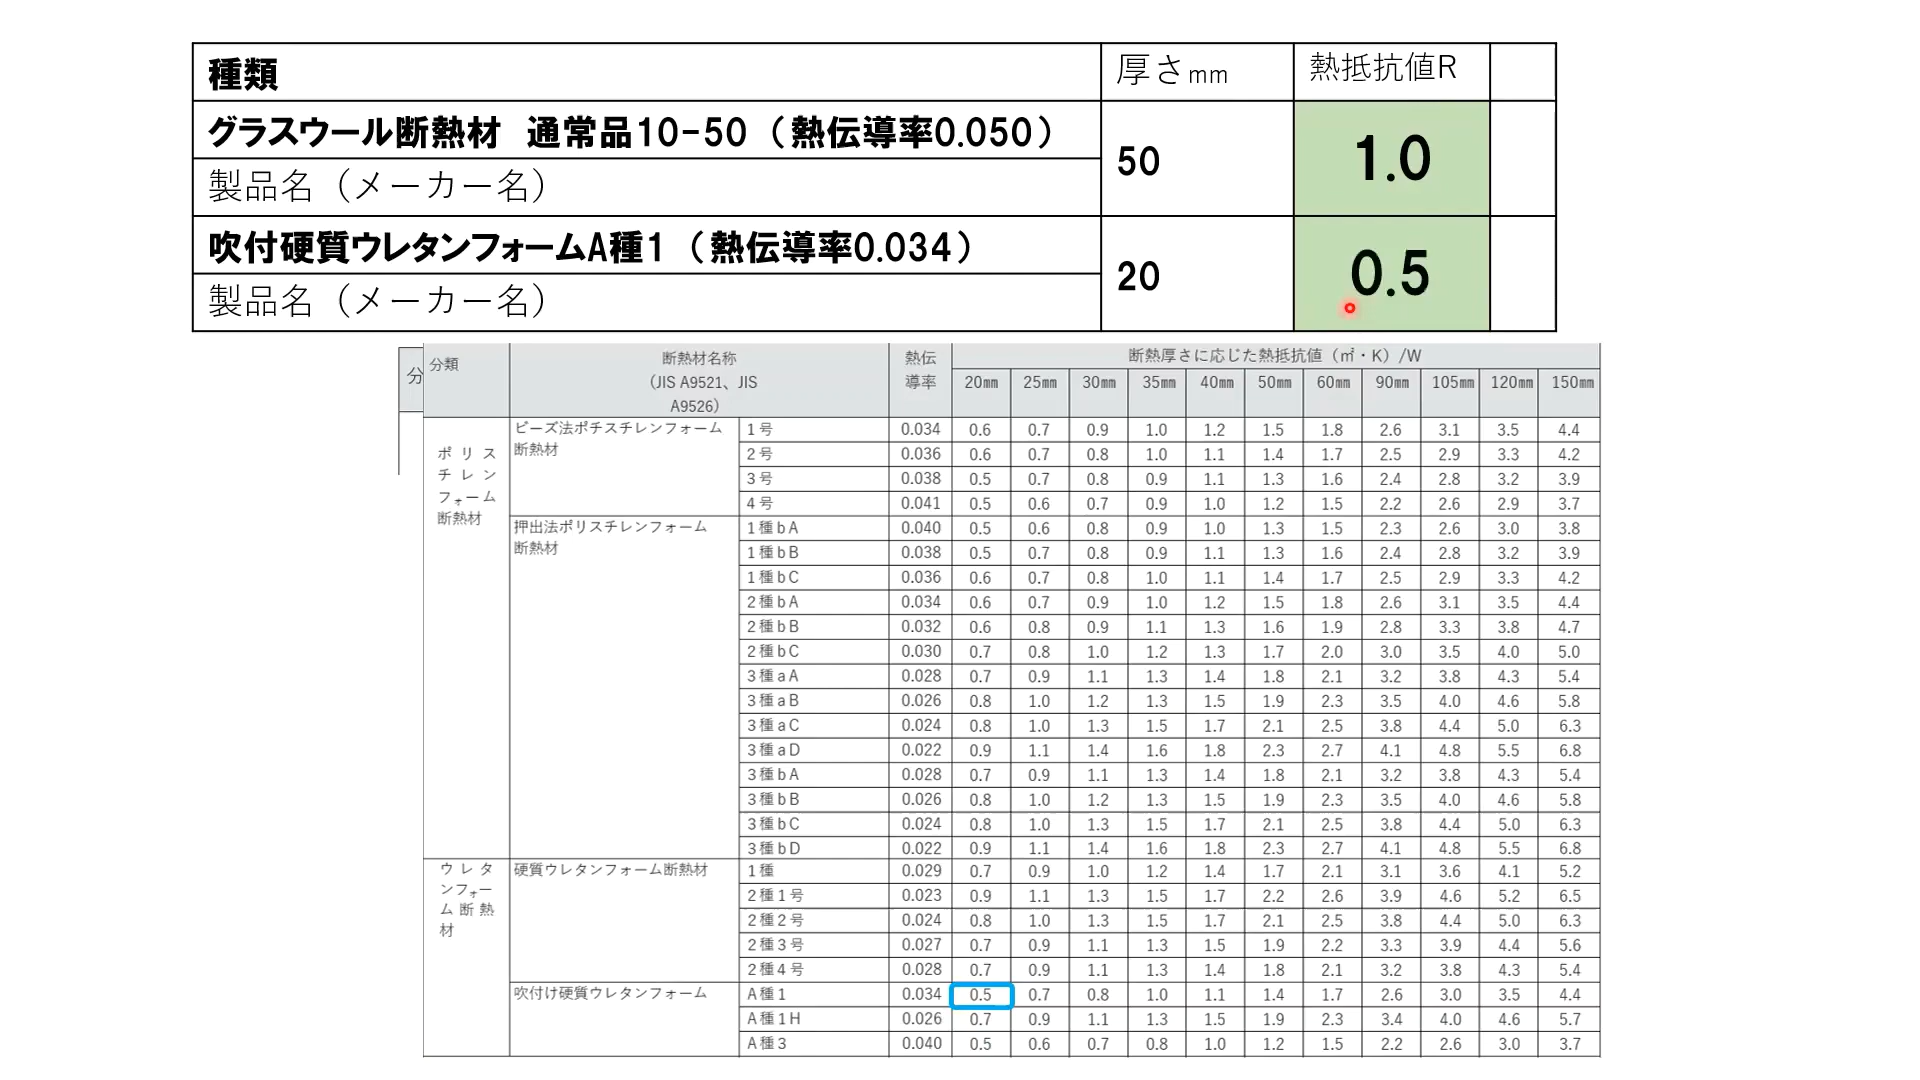 種類 厚さmm 熱抵抗値R
グラスウール断熱材　通常品10-50（熱伝導率0.050） 50 1.0
製品名（メーカー名）
吹付硬質ウレタンフォームA種1（熱伝導率0.034） 20 0.5
製品名（メーカー名）
分
分類 断熱材名称 熱伝 断熱厚さに応じた熱抵抗値（㎡・K）/W
（JIS A9521、JIS 導率 20㎜ 25㎜ 30㎜ 35㎜ 40㎜ 50㎜ 60㎜ 90㎜ 105㎜ 120㎜ 150㎜
A9526）
ポリス
チレン
フォーム
断熱材
ビーズ法ポチスチレンフォーム
断熱材
1号 0.034 0.6 0.7 0.9 1.0 1.2 1.5 1.8 2.6 3.1 3.5 4.4
2号 0.036 0.6 0.7 0.8 1.0 1.1 1.4 1.7 2.5 2.9 3.3 4.2
3号 0.038 0.5 0.7 0.8 0.9 1.1 1.3 1.6 2.4 2.8 3.2 3.9
4号 0.041 0.5 0.6 0.7 0.9 1.0 1.2 1.5 2.2 2.6 2.9 3.7
押出法ポリスチレンフォーム
断熱材
1種bA 0.040 0.5 0.6 0.8 0.9 1.0 1.3 1.5 2.3 2.6 3.0 3.8
1種bB 0.038 0.5 0.7 0.8 0.9 1.1 1.3 1.6 2.4 2.8 3.2 3.9
1種bC 0.036 0.6 0.7 0.8 1.0 1.1 1.4 1.7 2.5 2.9 3.3 4.2
2種bA 0.034 0.6 0.7 0.9 1.0 1.2 1.5 1.8 2.6 3.1 3.5 4.4
2種bB 0.032 0.6 0.8 0.9 1.1 1.3 1.6 1.9 2.8 3.3 3.8 4.7
2種bC 0.030 0.7 0.8 1.0 1.2 1.3 1.7 2.0 3.0 3.5 4.0 5.0
3種aA 0.028 0.7 0.9 1.1 1.3 1.4 1.8 2.1 3.2 3.8 4.3 5.4
3種aB 0.026 0.8 1.0 1.2 1.3 1.5 1.9 2.3 3.5 4.0 4.6 5.8
3種aC 0.024 0.8 1.0 1.3 1.5 1.7 2.1 2.5 3.8 4.4 5.0 6.3
3種aD 0.022 0.9 1.1 1.4 1.6 1.8 2.3 2.7 4.1 4.8 5.5 6.8
3種bA 0.028 0.7 0.9 1.1 1.3 1.4 1.8 2.1 3.2 3.8 4.3 5.4
3種bB 0.026 0.8 1.0 1.2 1.3 1.5 1.9 2.3 3.5 4.0 4.6 5.8
3種bC 0.024 0.8 1.0 1.3 1.5 1.7 2.1 2.5 3.8 4.4 5.0 6.3
3種bD 0.022 0.9 1.1 1.4 1.6 1.8 2.3 2.7 4.1 4.8 5.5 6.8
ウレタ
ンフォー
ム断熱
材
硬質ウレタンフォーム断熱材
1種 0.029 0.7 0.9 1.0 1.2 1.4 1.7 2.1 3.1 3.6 4.1 5.2
2種1号 0.023 0.9 1.1 1.3 1.5 1.7 2.2 2.6 3.9 4.6 5.2 6.5
2種2号 0.024 0.8 1.0 1.3 1.5 1.7 2.1 2.5 3.8 4.4 5.0 6.3
2種3号 0.027 0.7 0.9 1.1 1.3 1.5 1.9 2.2 3.3 3.9 4.4 5.6
2種4号 0.028 0.7 0.9 1.1 1.3 1.4 1.8 2.1 3.2 3.8 4.3 5.4
吹付け硬質ウレタンフォーム
A種1 0.034 0.5 0.7 0.8 1.0 1.1 1.4 1.7 2.6 3.0 3.5 4.4
A種1H 0.026 0.7 0.9 1.1 1.3 1.5 1.9 2.3 3.4 4.0 4.6 5.7
A種3 0.040 0.5 0.6 0.7 0.8 1.0 1.2 1.5 2.2 2.6 3.0 3.7